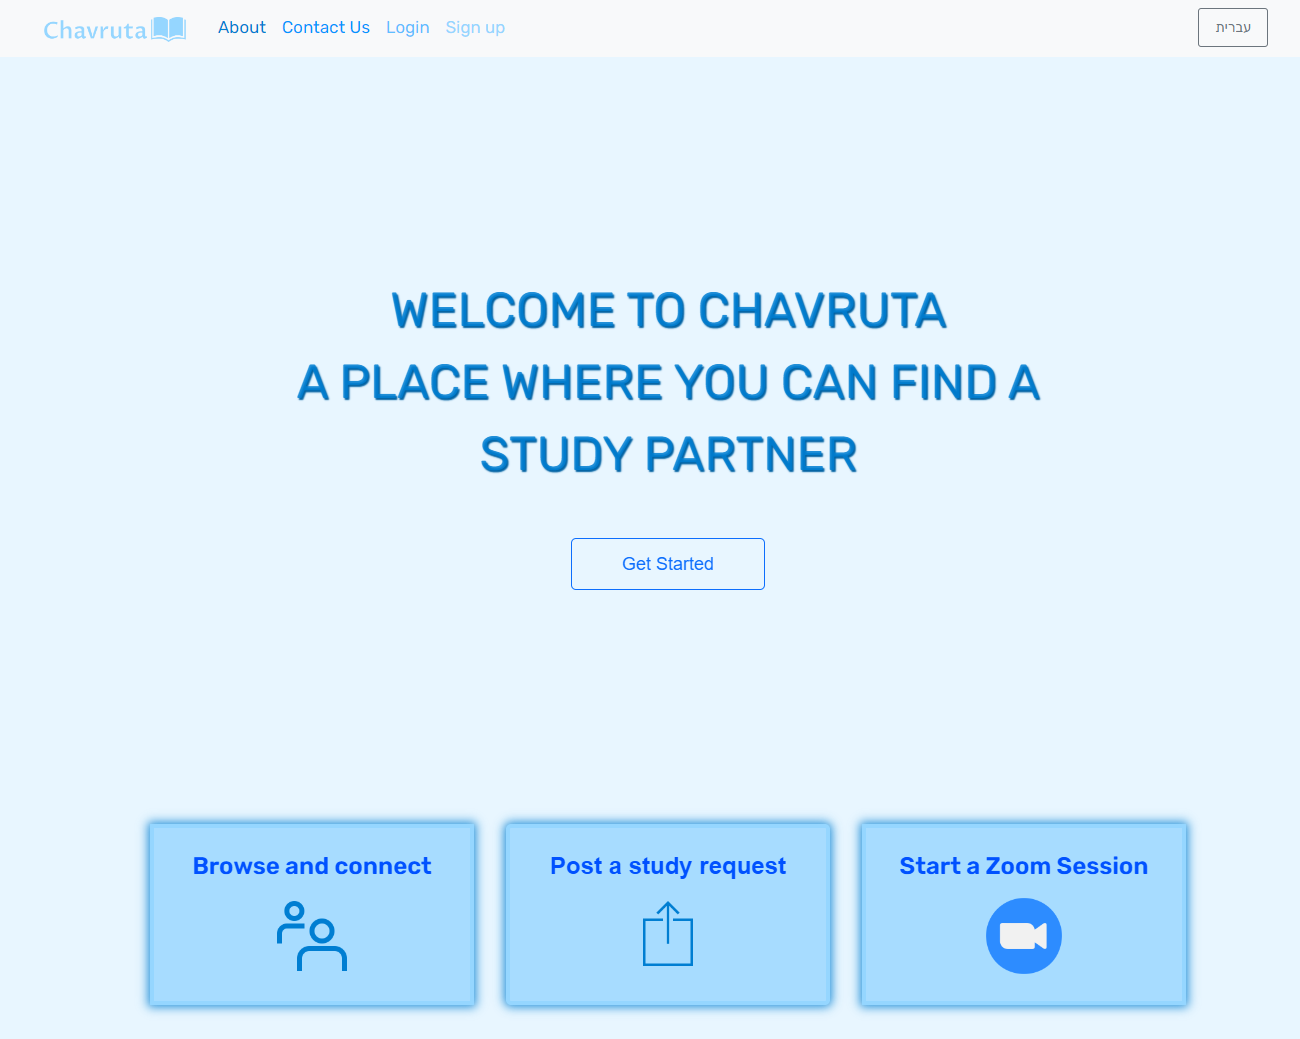 Chavruta
About Contact Us Login Sign up
עברית
WELCOME TO CHAVRUTA
A PLACE WHERE YOU CAN FIND A
STUDY PARTNER
Get Started
Browse and connect
Post a study request
Start a Zoom Session